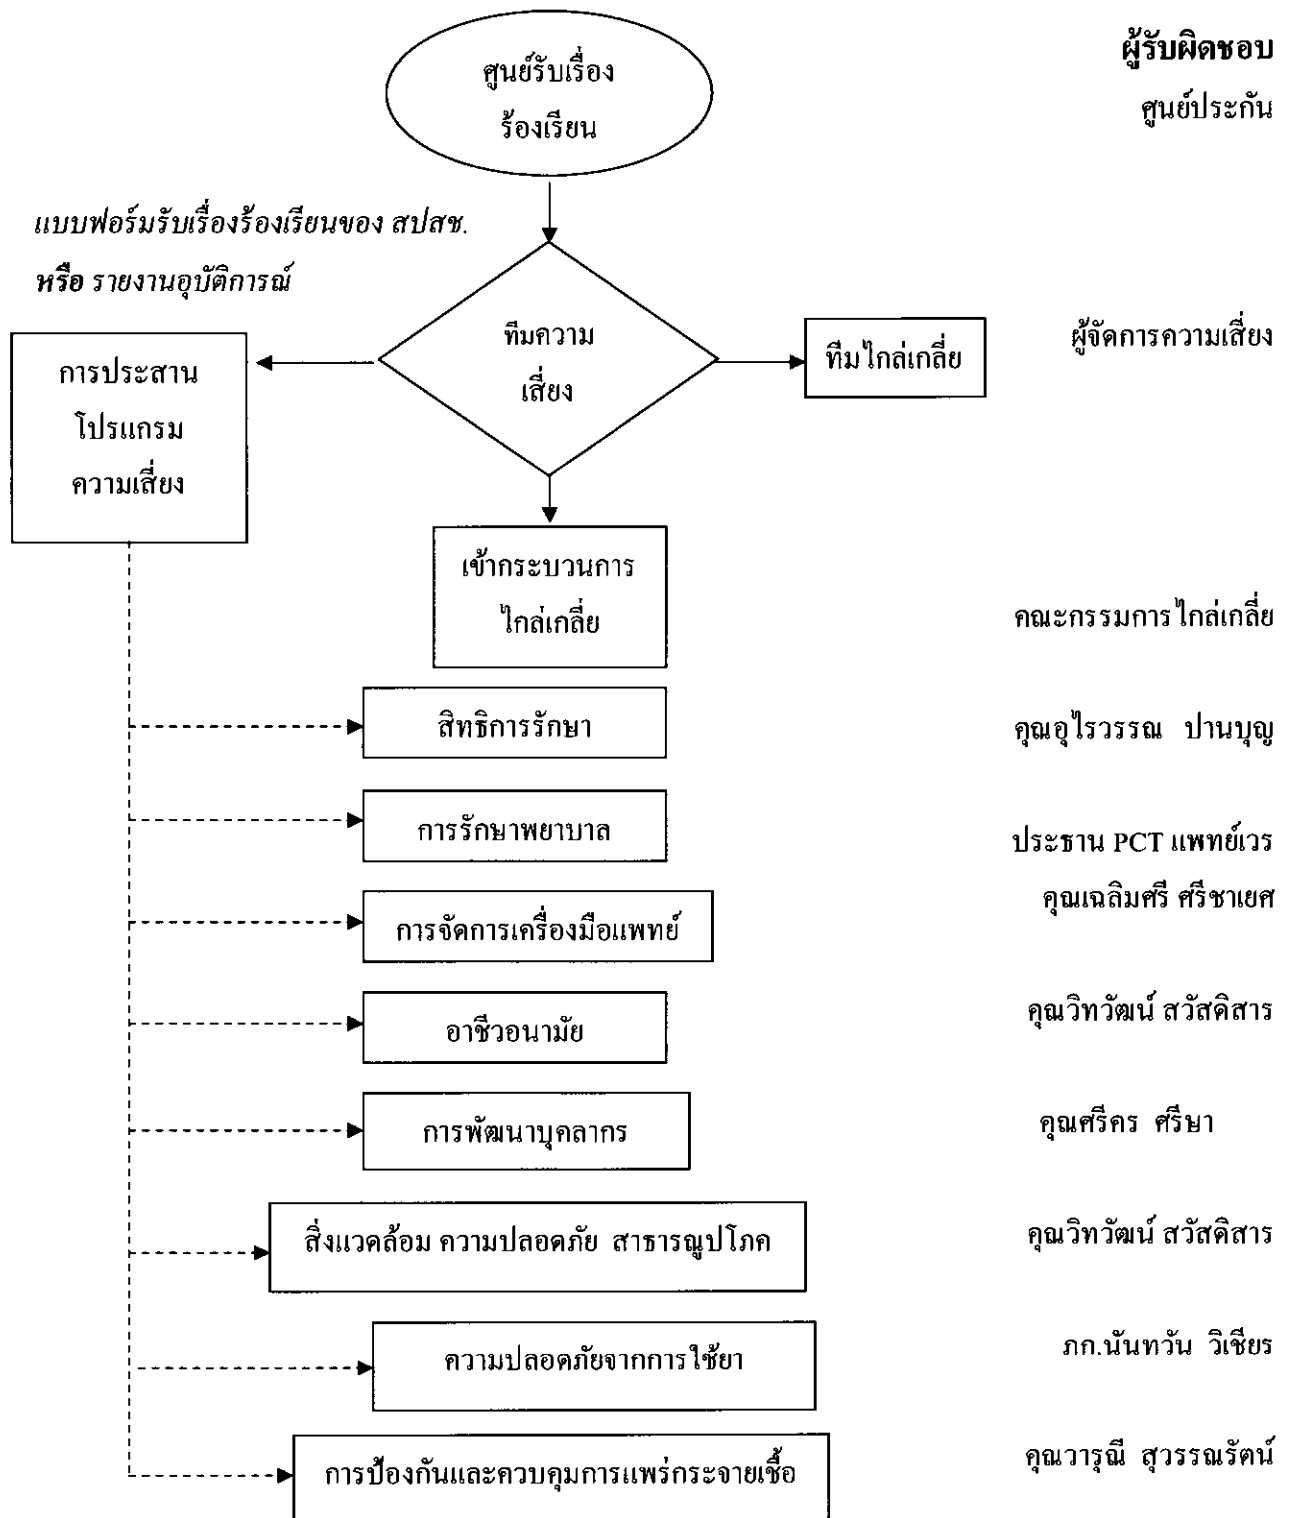 ผู้รับผิดชอบ
ศูนย์รับเรื่อง
ร้องเรียน
ศูนย์ประกัน
แบบฟอร์มรับเรื่องร้องเรียนของ สปสช.
หรือ รายงานอุบัติการณ์
ทีมความ
เสี่ยง
ทีมไกล่เกลี่ย
ผู้จัดการความเสี่ยง
การประสาน
โปรแกรม
ความเสี่ยง
เข้ากระบวนการ
ไกล่เกลี่ย
คณะกรรมการไกล่เกลี่ย
สิทธิการรักษา
คุณอุไรวรรณ ปานบุญ
การรักษาพยาบาล
ประธาน PCT แพทย์เวร
คุณเฉลิมศรี ศรีชาเยศ
การจัดการเครื่องมือแพทย์
อาชีวอนามัย
คุณวิทวัฒน์ สวัสดิสาร
การพัฒนาบุคลากร
คุณศรีคร ศรีษา
สิ่งแวดล้อม ความปลอดภัย สาธารณูปโภค
คุณวิทวัฒน์ สวัสดิสาร
ความปลอดภัยจากการใช้ยา
ภก.นันทวัน วิเชียร
การป้องกันและควบคุมการแพร่กระจายเชื้อ
คุณวารุณี สุวรรณรัตน์